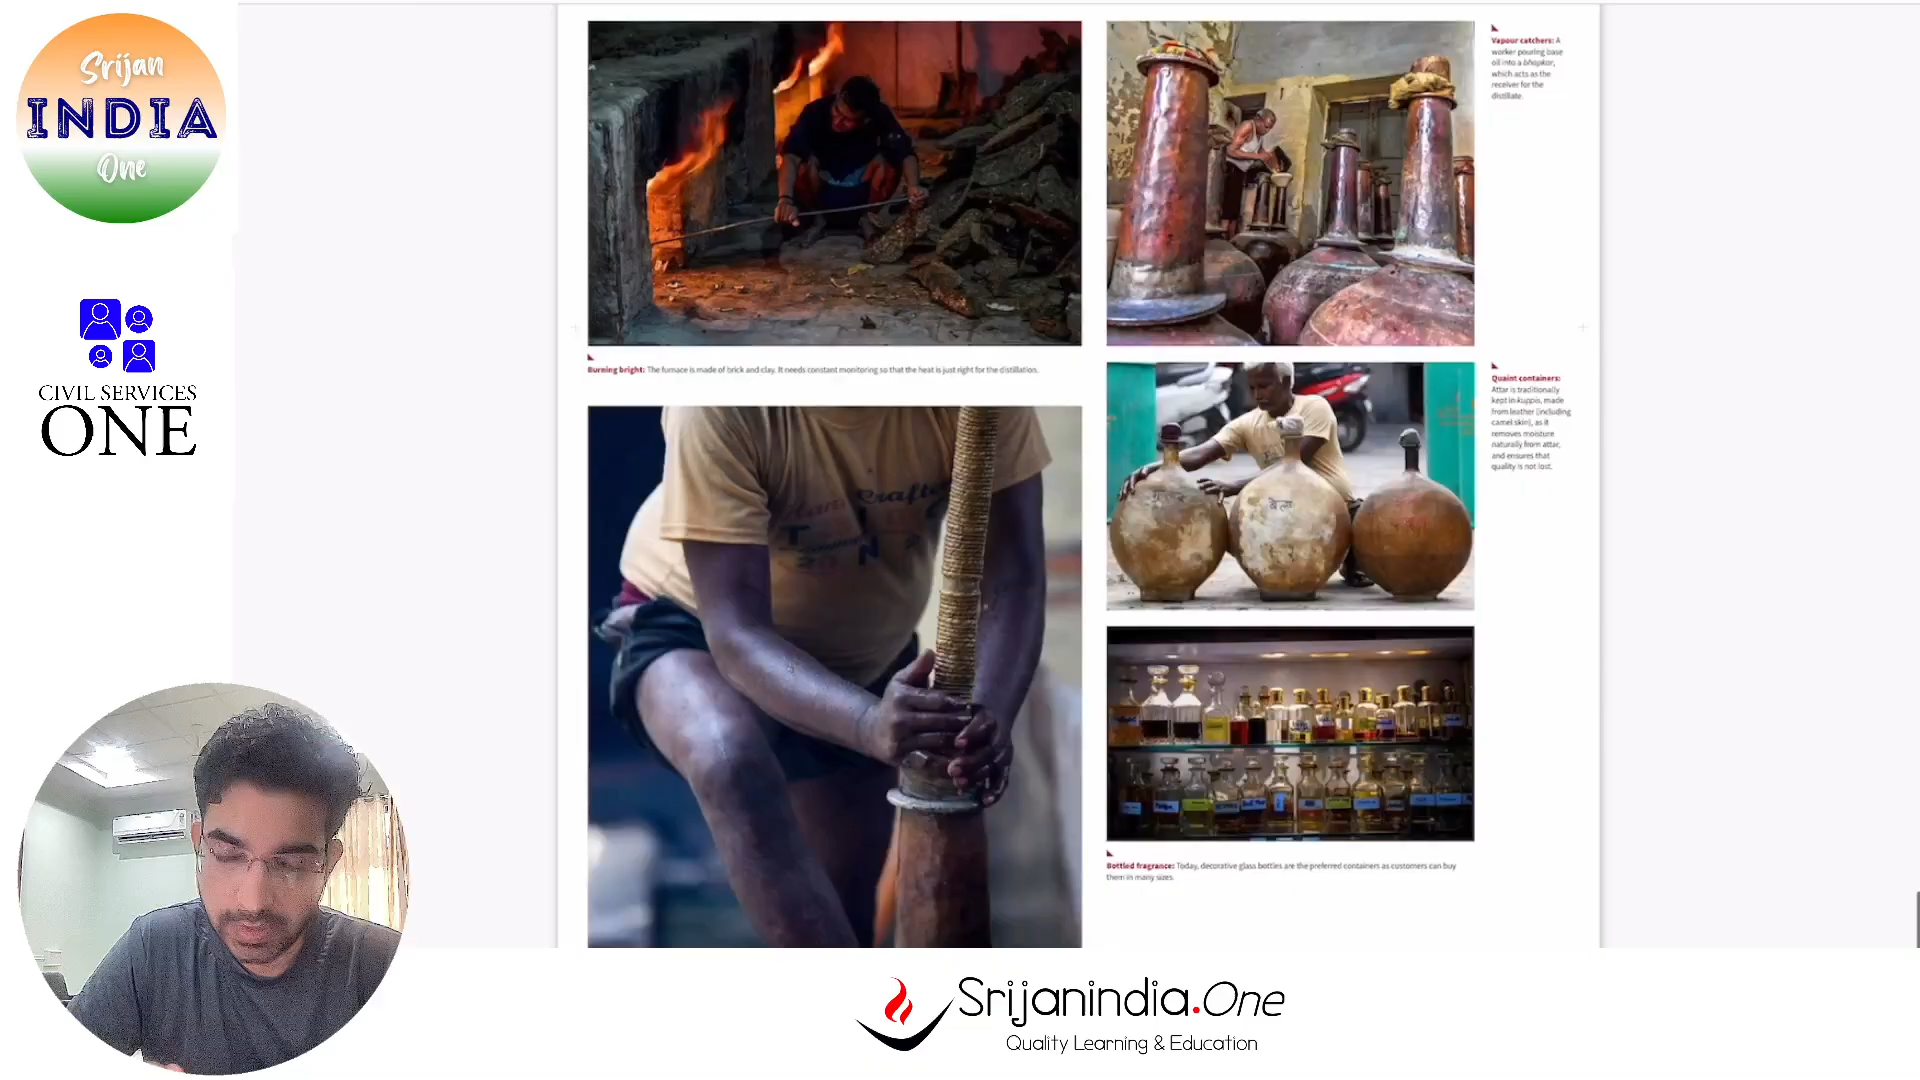 Srijan
INDIA
One
CIVIL SERVICES
ONE
Burning bright: The furnace is made of brick and clay. It needs constant monitoring so that the heat is just right for the distillation.
Vapour catchers: A
worker pouring base
oil into a bhapkar,
which acts as the
receiver for the
distillate.
Quaint containers:
Attar is traditionally
kept in kuppis, made
from leather (including
camel skin), as it
removes moisture
naturally from attar,
and ensures that
quality is not lost.
बेला
Bottled fragrance: Today, decorative glass bottles are the preferred containers as customers can buy
them in many sizes.
Srijanindia.One
Quality Learning & Education